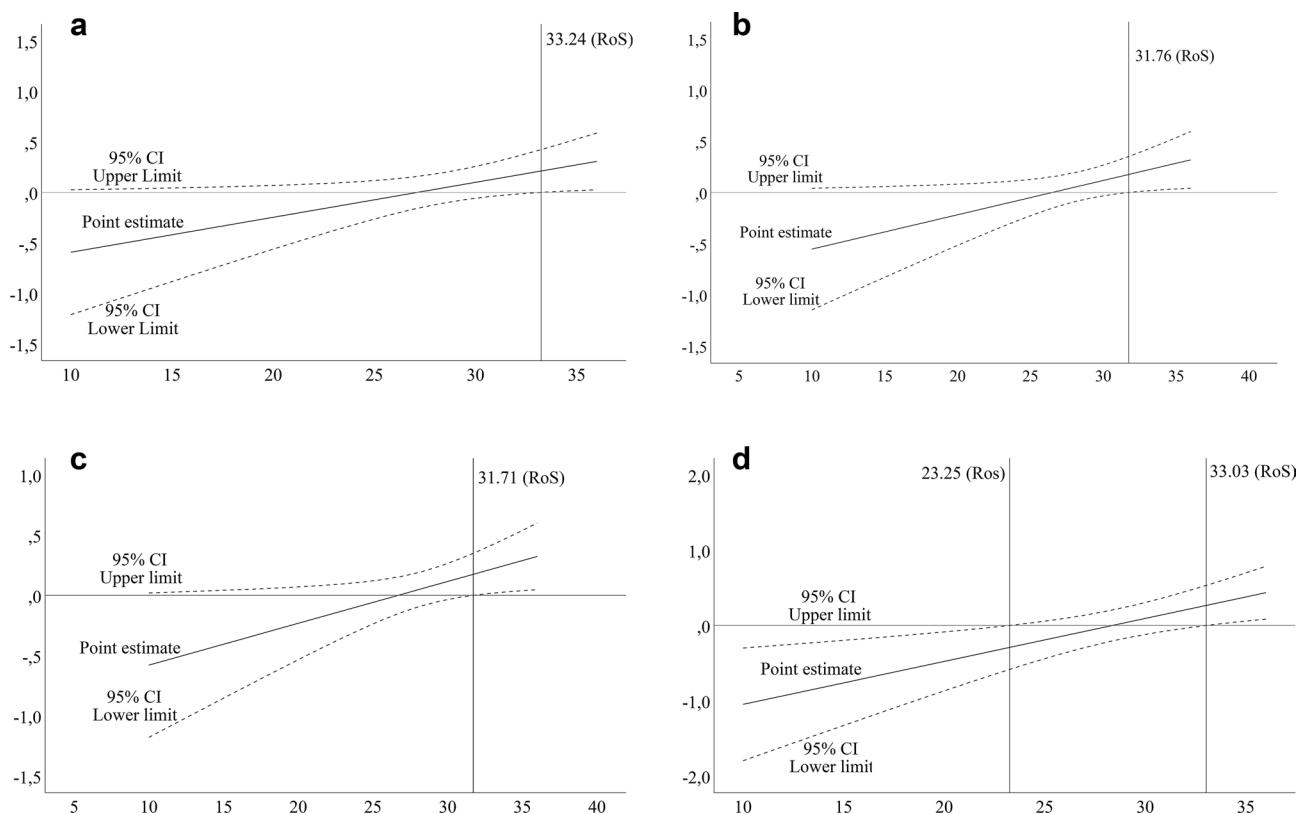 a
33.24 (RoS)
1,5
1,0
,5
,0
-,5
-1,0
-1,5
95% CI
Upper Limit
Point estimate
95% CI
Lower Limit
10 15 20 25 30 35
b
31.76 (RoS)
1,5
1,0
,5
,0
-,5
-1,0
-1,5
95% CI
Upper limit
Point estimate
95% CI
Lower limit
5 10 15 20 25 30 35 40
c
31.71 (RoS)
1,0
,5
,0
-,5
-1,0
-1,5
95% CI
Upper limit
Point estimate
95% CI
Lower limit
5 10 15 20 25 30 35 40
d
23.25 (Ros)
33.03 (RoS)
2,0
1,0
,0
-1,0
-2,0
95% CI
Upper limit
Point estimate
95% CI
Lower limit
10 15 20 25 30 35